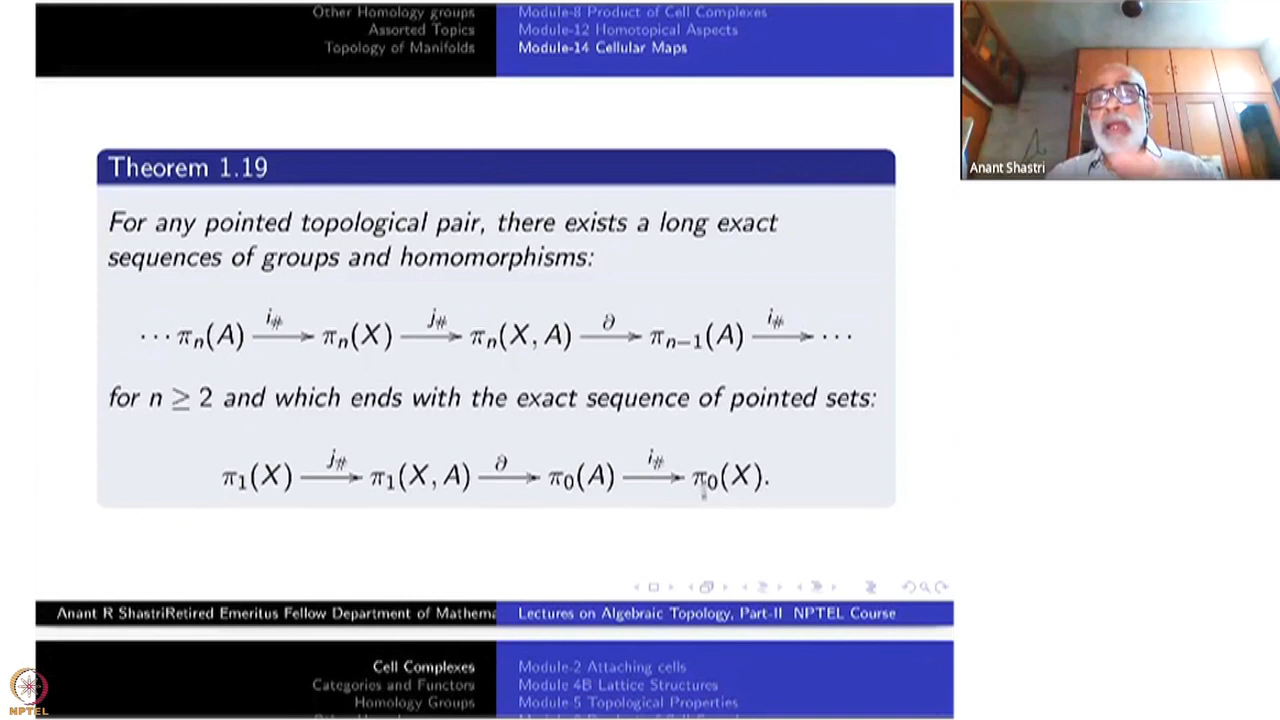 Other Homology groups
Assorted Topics
Topology of Manifolds
Module-8 Product of Cell Complexes
Module-12 Homotopical Aspects
Module-14 Cellular Maps
Anant Shastri
Theorem 1.19
For any pointed topological pair, there exists a long exact
sequences of groups and homomorphisms:
··· πₙ(A) —i_#→ πₙ(X) —j_#→ πₙ(X, A) —∂→ πₙ₋₁(A) —i_#→ ···
for n ≥ 2 and which ends with the exact sequence of pointed sets:
π₁(X) —j_#→ π₁(X, A) —∂→ π₀(A) —i_#→ π₀(X).
Anant R ShastriRetired Emeritus Fellow Department of Mathema
Lectures on Algebraic Topology, Part-II NPTEL Course
Cell Complexes
Categories and Functors
Homology Groups
Module-2 Attaching cells
Module 4B Lattice Structures
Module-5 Topological Properties
NPTEL